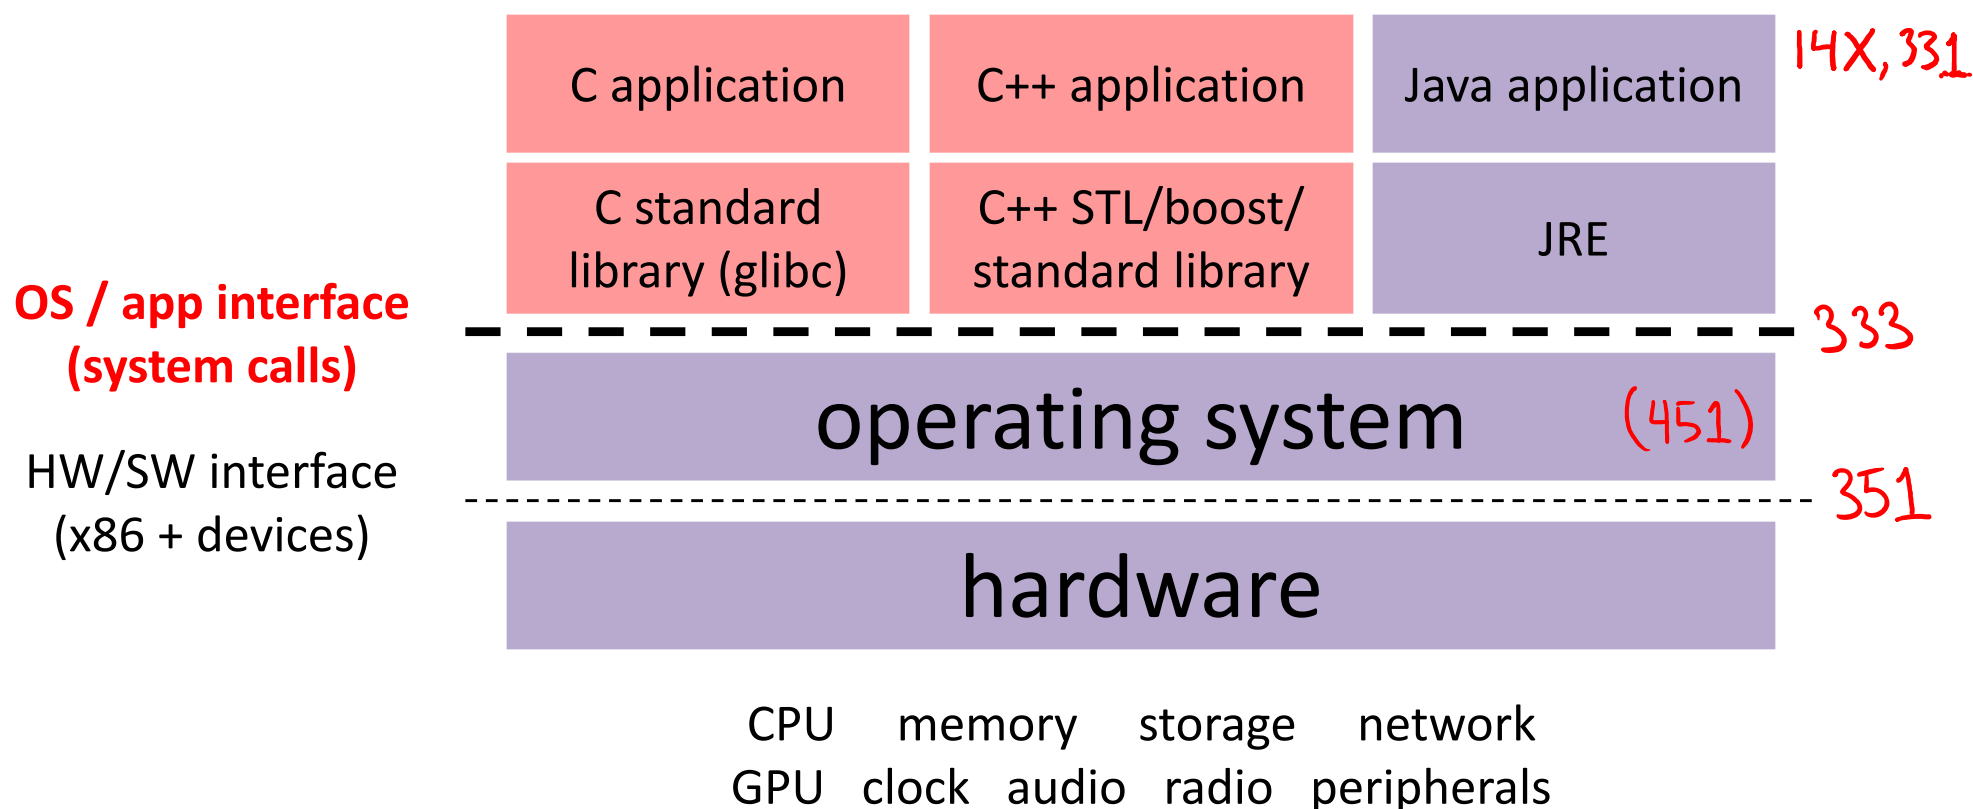 C application
C++ application
Java application
14X, 331
C standard
library (glibc)
C++ STL/boost/
standard library
JRE
OS / app interface
(system calls)
333
operating system
(451)
HW/SW interface
(x86 + devices)
351
hardware
CPU memory storage network
GPU clock audio radio peripherals